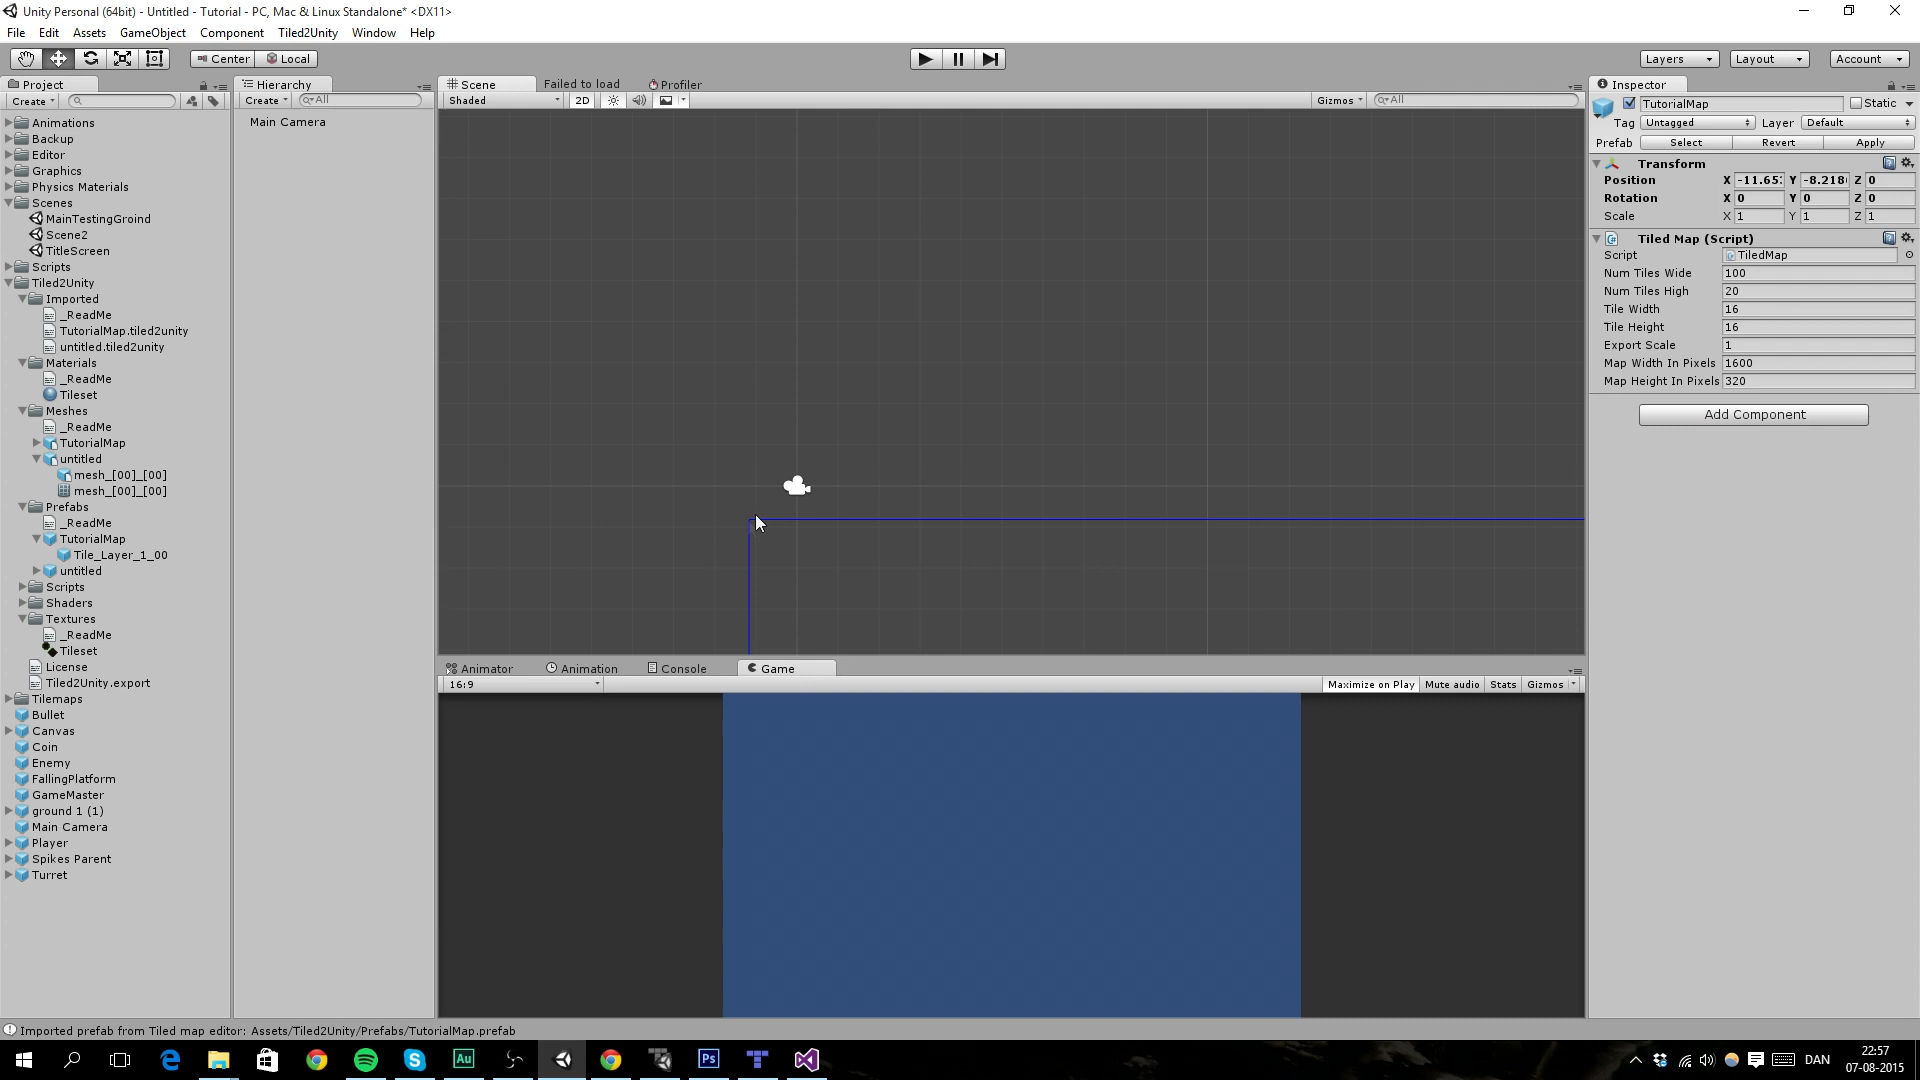 Unity Personal (64bit) - Untitled - Tutorial - PC, Mac & Linux Standalone* <DX11>
File Edit Assets GameObject Component Tiled2Unity Window Help
Center Local Layers Layout Account
Project Hierarchy Scene Failed to load Profiler Inspector
Create Create All Shaded 2D Gizmos All
TutorialMap Static
Tag Untagged Layer Default
Prefab Select Revert Apply
Transform
Position X -11.65 Y -8.218 Z 0
Rotation X 0 Y 0 Z 0
Scale X 1 Y 1 Z 1
Tiled Map (Script)
Script TiledMap
Num Tiles Wide 100
Num Tiles High 20
Tile Width 16
Tile Height 16
Export Scale 1
Map Width In Pixels 1600
Map Height In Pixels 320
Add Component
Main Camera
Animations
Backup
Editor
Graphics
Physics Materials
Scenes
MainTestingGroind
Scene2
TitleScreen
Scripts
Tiled2Unity
Imported
_ReadMe
TutorialMap.tiled2unity
untitled.tiled2unity
Materials
_ReadMe
Tileset
Meshes
_ReadMe
TutorialMap
untitled
mesh_[00]_[00]
mesh_[00]_[00]
Prefabs
_ReadMe
TutorialMap
Tile_Layer_1_00
untitled
Scripts
Shaders
Textures
_ReadMe
Tileset
License
Tiled2Unity.export
Tilemaps
Bullet
Canvas
Coin
Enemy
FallingPlatform
GameMaster
ground 1 (1)
Main Camera
Player
Spikes Parent
Turret
Animator Animation Console Game
16:9 Maximize on Play Mute audio Stats Gizmos
Imported prefab from Tiled map editor: Assets/Tiled2Unity/Prefabs/TutorialMap.prefab
Au Ps DAN 22:57
07-08-2015